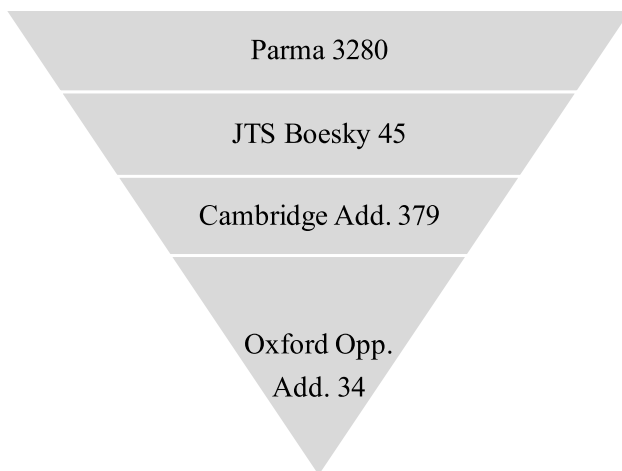 Parma 3280
JTS Boesky 45
Cambridge Add. 379
Oxford Opp.
Add. 34